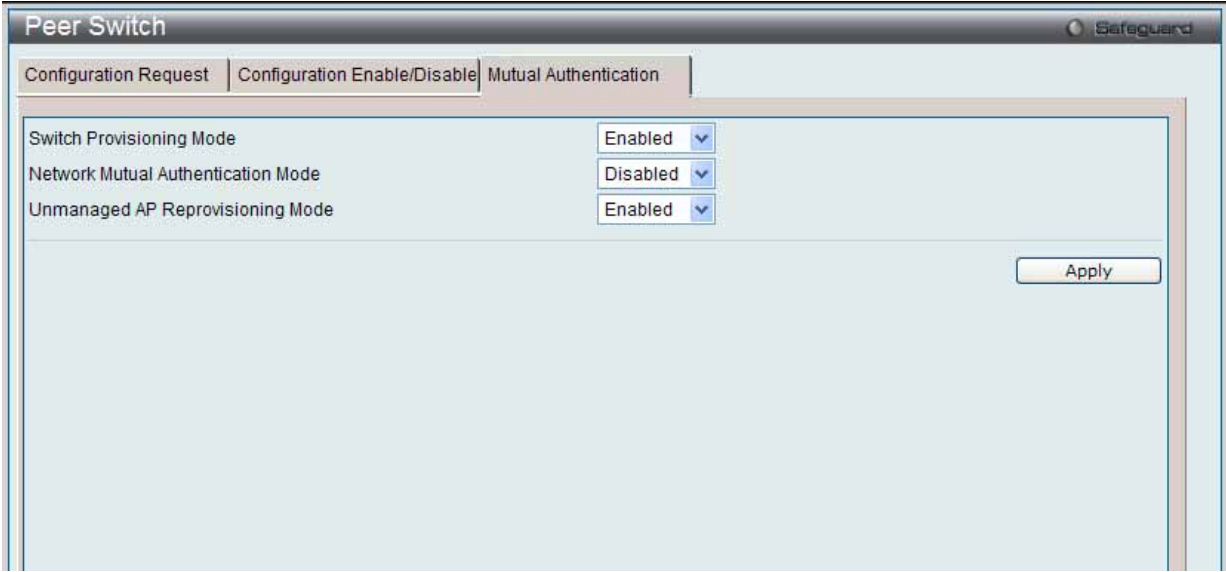 Peer Switch
Safeguard
Configuration Request
Configuration Enable/Disable
Mutual Authentication
Switch Provisioning Mode Enabled
Network Mutual Authentication Mode Disabled
Unmanaged AP Reprovisioning Mode Enabled
Apply